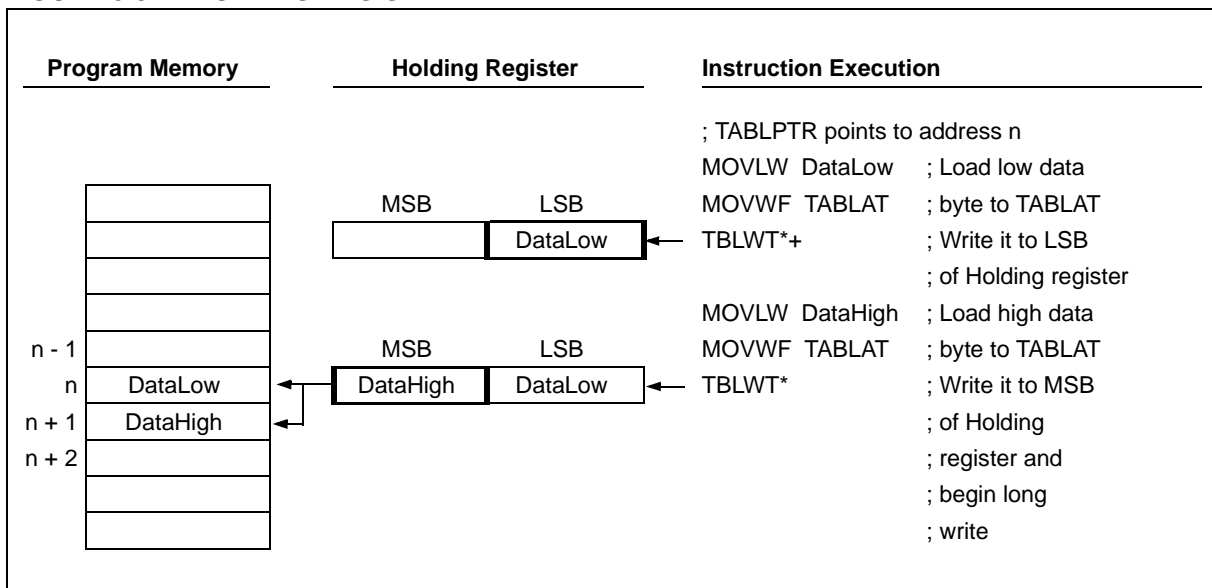 Program Memory
Holding Register
Instruction Execution
; TABLPTR points to address n
MOVLW DataLow ; Load low data
MSB LSB
MOVWF TABLAT ; byte to TABLAT
DataLow
TBLWT*+ ; Write it to LSB
; of Holding register
MOVLW DataHigh ; Load high data
n - 1
MSB LSB
MOVWF TABLAT ; byte to TABLAT
n DataLow
DataHigh DataLow
TBLWT* ; Write it to MSB
n + 1 DataHigh
; of Holding
n + 2
; register and
; begin long
; write